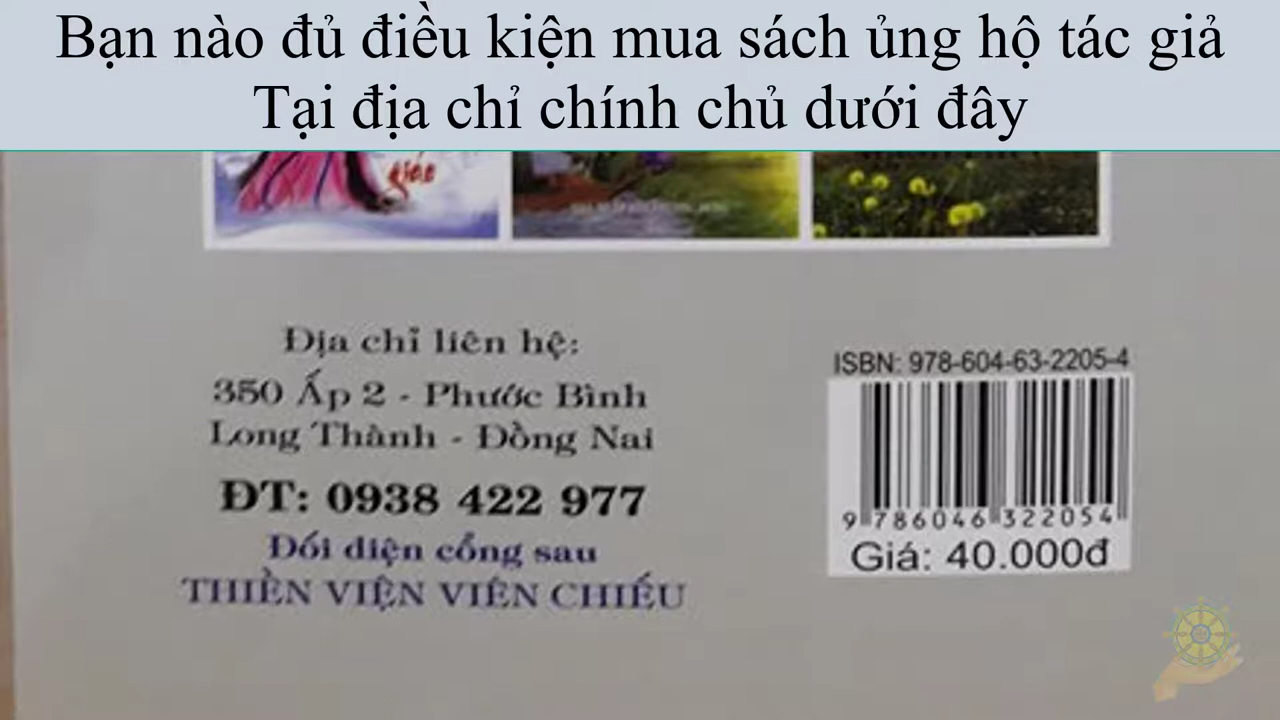 Bạn nào đủ điều kiện mua sách ủng hộ tác giả
Tại địa chỉ chính chủ dưới đây
giác
Địa chỉ liên hệ:
350 Ấp 2 - Phước Bình
Long Thành - Đồng Nai
ĐT: 0938 422 977
Đối diện cổng sau
THIỀN VIỆN VIÊN CHIẾU
ISBN: 978-604-63-2205-4
9 786046 322054
Giá: 40.000đ